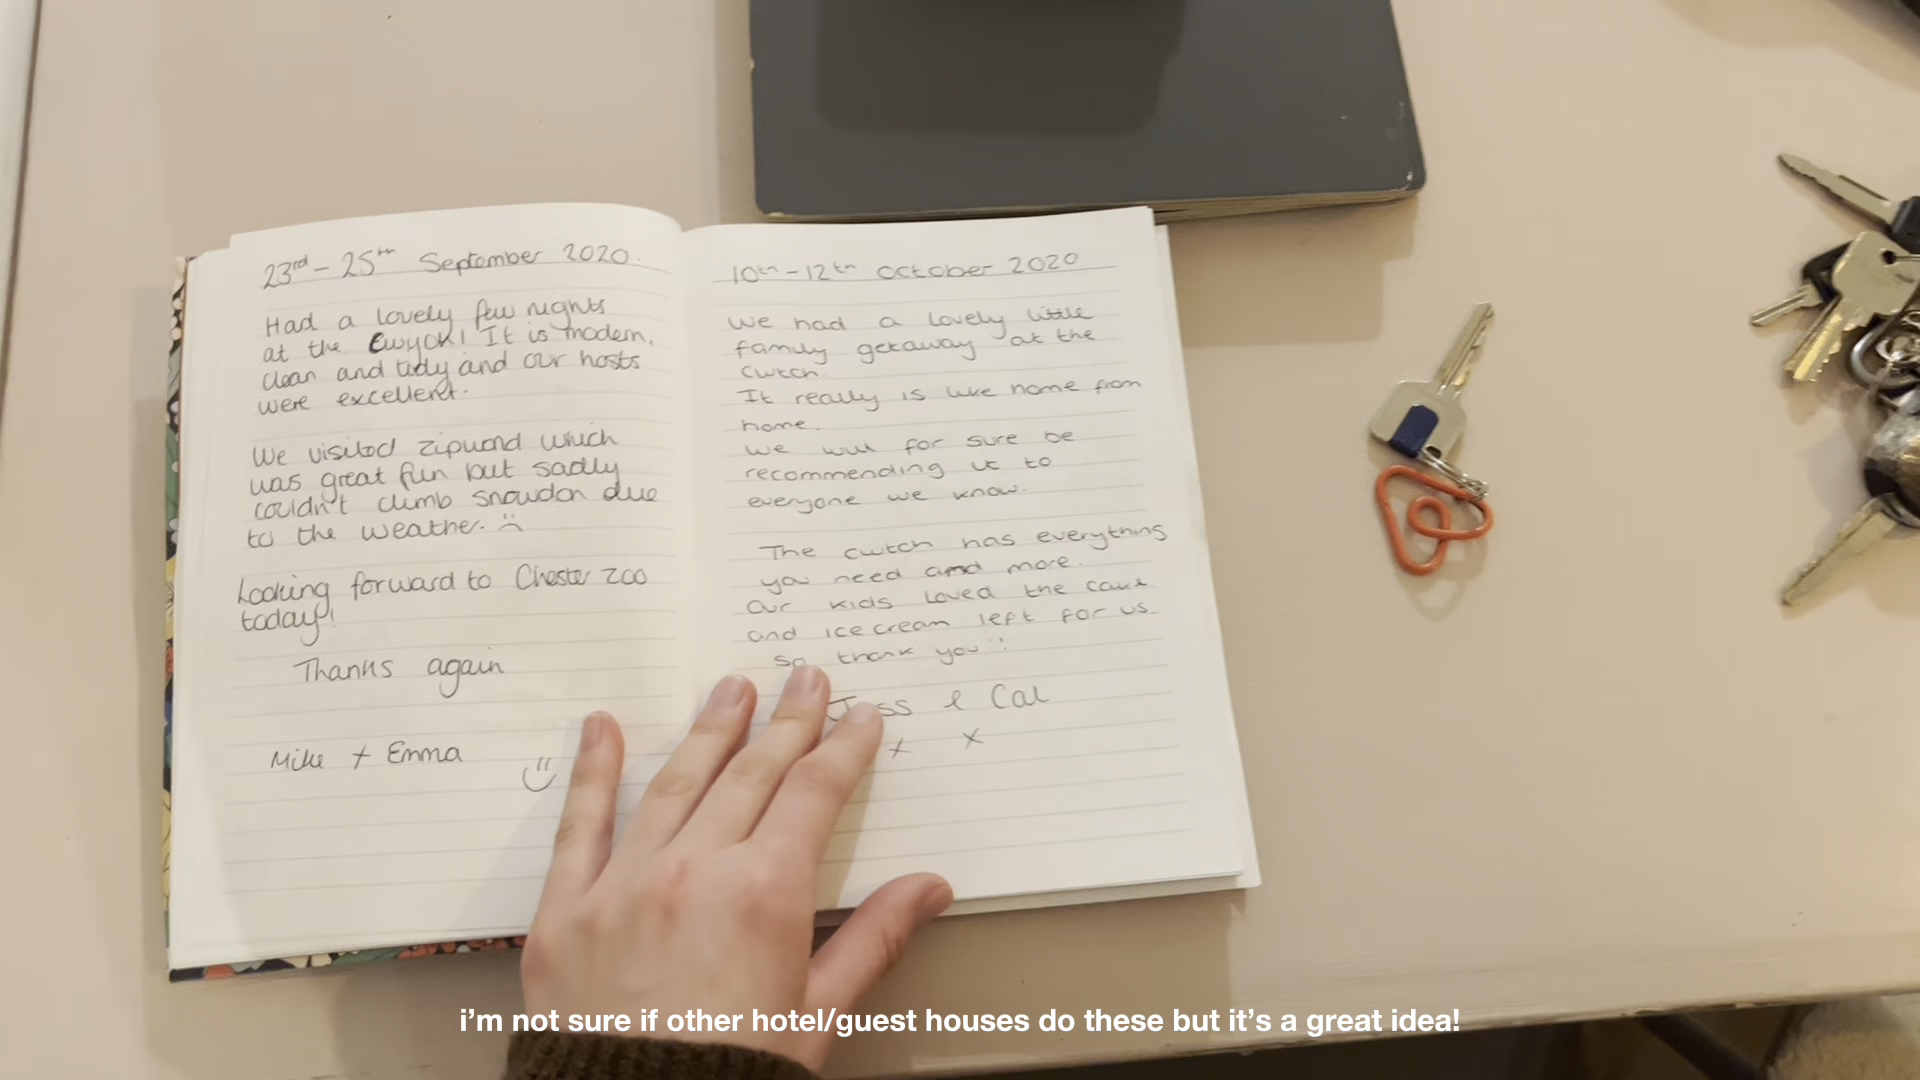 23rd - 25th September 2020.
Had a lovely few nights
at the Cwych! It is modern,
clean and tidy and our hosts
were excellent.
We visited zipworld which
was great fun but sadly
couldn't climb snowdon due
to the weather. :(
Looking forward to Chester zoo
today!
Thanks again
Mike + Emma
10th - 12th October 2020
We had a lovely little
family getaway at the
cwtch.
It really is like home from
home.
We will for sure be
recommending it to
everyone we know.
The cwtch has everything
you need and more.
Our kids loved the cake
and ice cream left for us.
so thank you!!
Jess & Cal
x x
i'm not sure if other hotel/guest houses do these but it's a great idea!